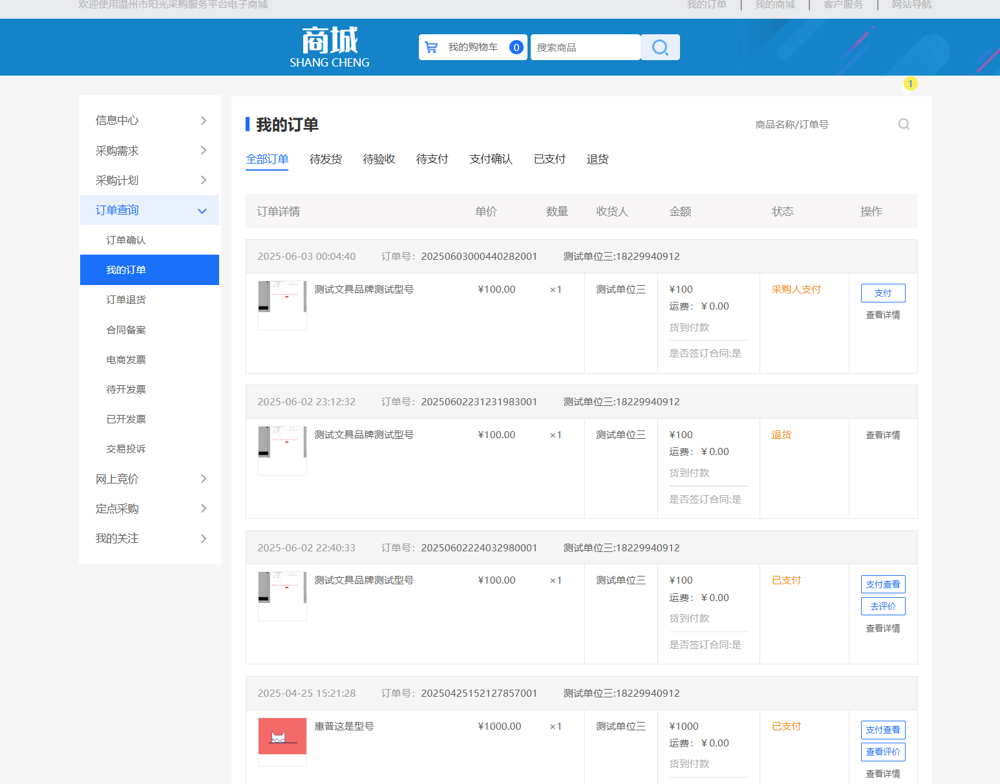 欢迎使用温州市阳光采购服务平台电子商城
我的订单 我的商城 客户服务 网站导航
商城
SHANG CHENG
我的购物车 0 搜索商品
1
信息中心
采购需求
采购计划
订单查询
订单确认
我的订单
订单退货
合同备案
电商发票
待开发票
已开发票
交易投诉
网上竞价
定点采购
我的关注
我的订单 商品名称/订单号
全部订单 待发货 待验收 待支付 支付确认 已支付 退货
订单详情 单价 数量 收货人 金额 状态 操作
2025-06-03 00:04:40 订单号：20250603000440282001 测试单位三:18229940912
测试文具品牌测试型号 ¥100.00 ×1 测试单位三 ¥100 采购人支付 支付
运费：￥0.00 查看详情
货到付款
是否签订合同:是
2025-06-02 23:12:32 订单号：20250602231231983001 测试单位三:18229940912
测试文具品牌测试型号 ¥100.00 ×1 测试单位三 ¥100 退货 查看详情
运费：￥0.00
货到付款
是否签订合同:是
2025-06-02 22:40:33 订单号：20250602224032980001 测试单位三:18229940912
测试文具品牌测试型号 ¥100.00 ×1 测试单位三 ¥100 已支付 支付查看
运费：￥0.00 去评价
货到付款 查看详情
是否签订合同:是
2025-04-25 15:21:28 订单号：20250425152127857001 测试单位三:18229940912
惠普这是型号 ¥1000.00 ×1 测试单位三 ¥1000 已支付 支付查看
运费：￥0.00 查看评价
货到付款 查看详情